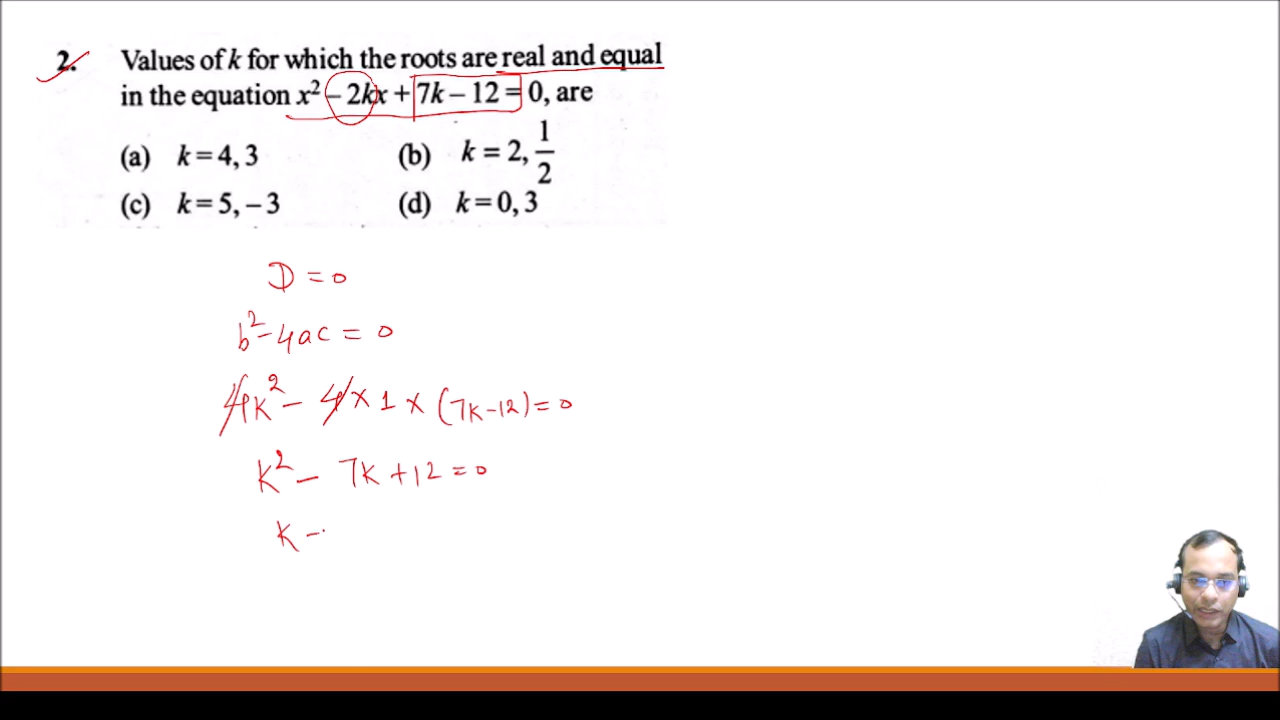 2. Values of k for which the roots are real and equal
in the equation x² – 2kx + 7k – 12 = 0, are
(a) k = 4, 3 (b) k = 2, 1/2
(c) k = 5, – 3 (d) k = 0, 3
D = 0
b² - 4ac = 0
4k² - 4 × 1 × (7k - 12) = 0
k² - 7k + 12 = 0
k -